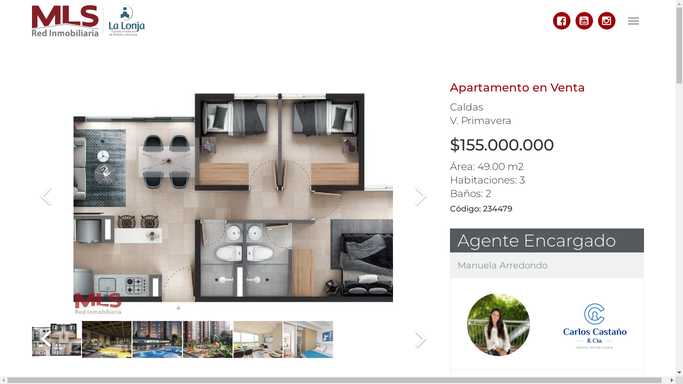 MLS
Red Inmobiliaria
La Lonja
Apartamento en Venta
Caldas
V. Primavera
$155.000.000
Área: 49.00 m2
Habitaciones: 3
Baños: 2
Código: 234479
Agente Encargado
Manuela Arredondo
Carlos Castaño
& Cía.
MLS
Red Inmobiliaria